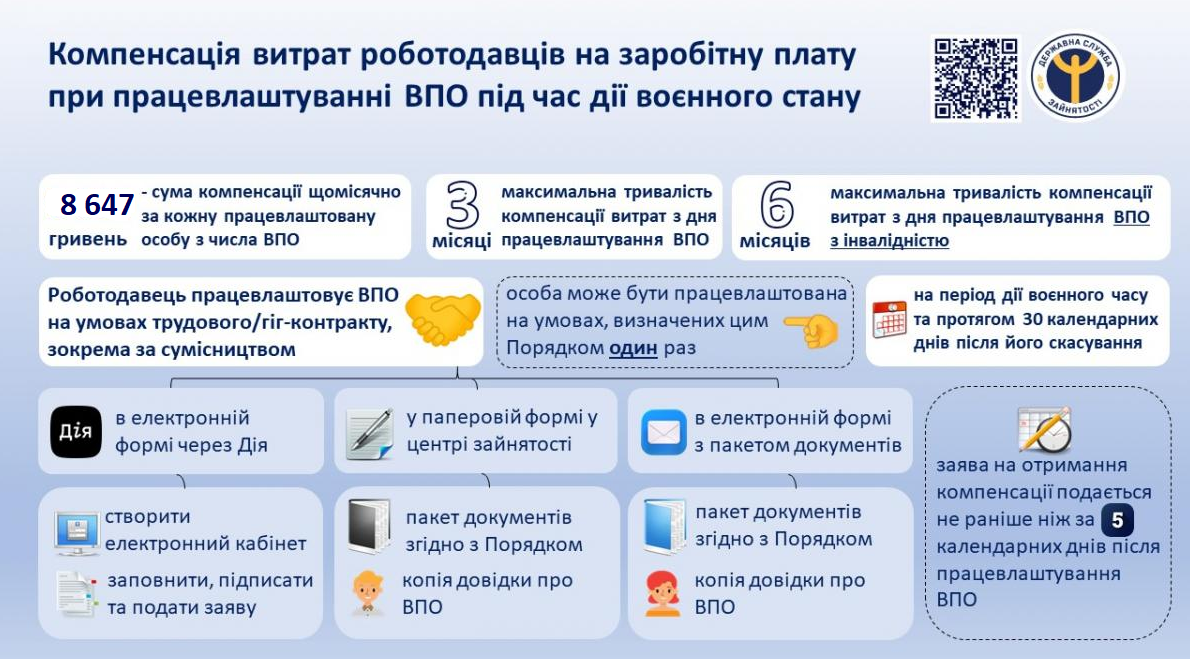 Компенсація витрат роботодавців на заробітну плату
при працевлаштуванні ВПО під час дії воєнного стану
ДЕРЖАВНА СЛУЖБА
ЗАЙНЯТОСТІ
8 647
гривень
- сума компенсації щомісячно
за кожну працевлаштовану
особу з числа ВПО
3
місяці
максимальна тривалість
компенсації витрат з дня
працевлаштування ВПО
6
місяців
максимальна тривалість компенсації
витрат з дня працевлаштування ВПО
з інвалідністю
Роботодавець працевлаштовує ВПО
на умовах трудового/гіг-контракту,
зокрема за сумісництвом
особа може бути працевлаштована
на умовах, визначених цим
Порядком один раз
на період дії воєнного часу
та протягом 30 календарних
днів після його скасування
Дія
в електронній
формі через Дія
у паперовій формі у
центрі зайнятості
в електронній формі
з пакетом документів
створити
електронний кабінет
заповнити, підписати
та подати заяву
пакет документів
згідно з Порядком
копія довідки про
ВПО
пакет документів
згідно з Порядком
копія довідки про
ВПО
заява на отримання
компенсації подається
не раніше ніж за 5
календарних днів після
працевлаштування
ВПО